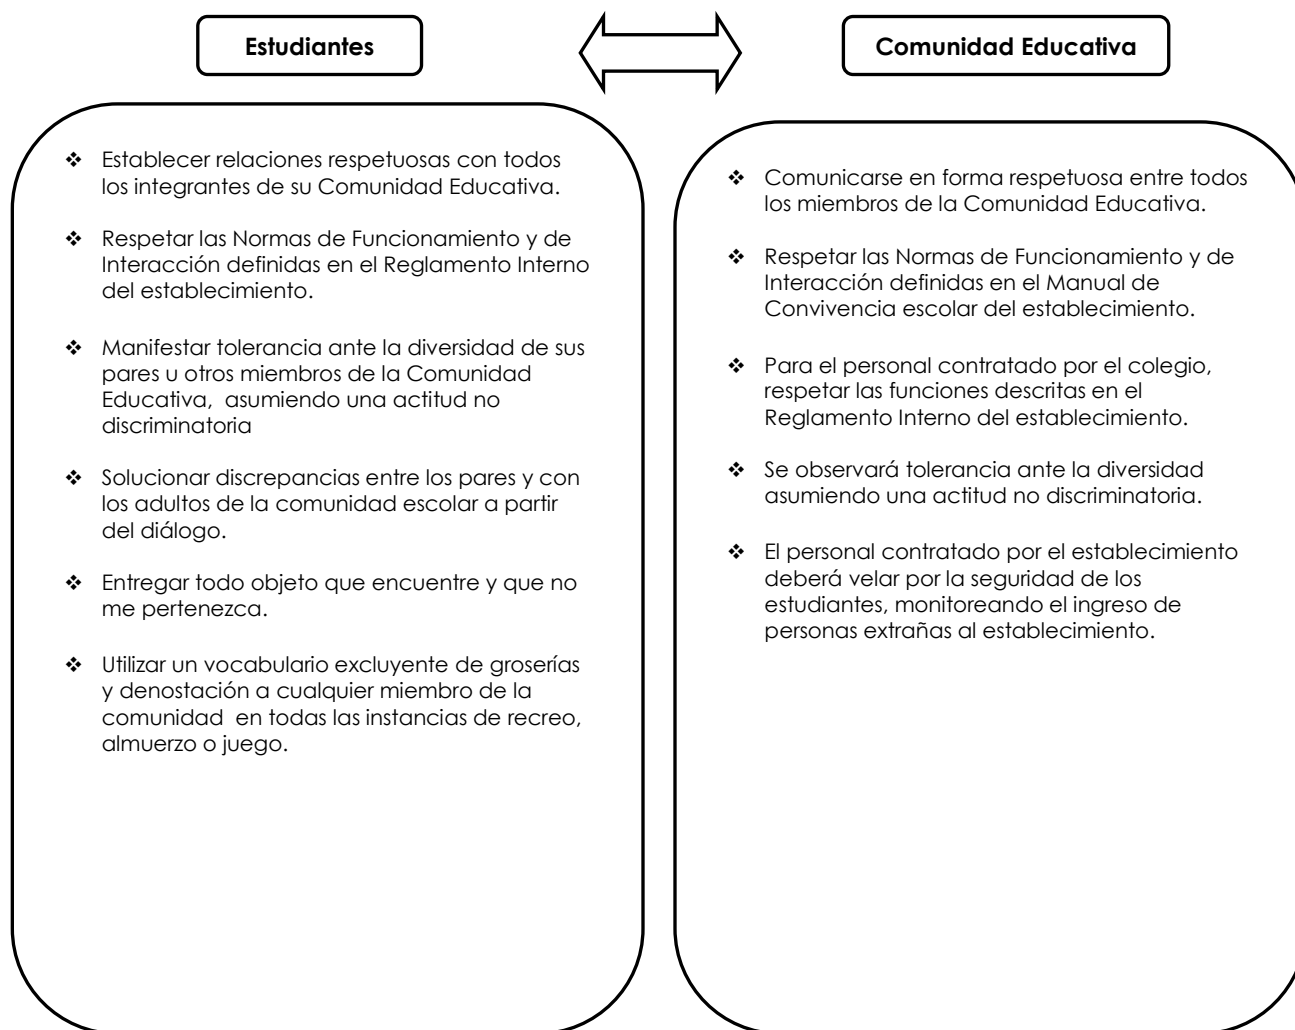 Estudiantes
Comunidad Educativa
❖ Establecer relaciones respetuosas con todos
los integrantes de su Comunidad Educativa.
❖ Respetar las Normas de Funcionamiento y de
Interacción definidas en el Reglamento Interno
del establecimiento.
❖ Manifestar tolerancia ante la diversidad de sus
pares u otros miembros de la Comunidad
Educativa, asumiendo una actitud no
discriminatoria
❖ Solucionar discrepancias entre los pares y con
los adultos de la comunidad escolar a partir
del diálogo.
❖ Entregar todo objeto que encuentre y que no
me pertenezca.
❖ Utilizar un vocabulario excluyente de groserías
y denostación a cualquier miembro de la
comunidad en todas las instancias de recreo,
almuerzo o juego.
❖ Comunicarse en forma respetuosa entre todos
los miembros de la Comunidad Educativa.
❖ Respetar las Normas de Funcionamiento y de
Interacción definidas en el Manual de
Convivencia escolar del establecimiento.
❖ Para el personal contratado por el colegio,
respetar las funciones descritas en el
Reglamento Interno del establecimiento.
❖ Se observará tolerancia ante la diversidad
asumiendo una actitud no discriminatoria.
❖ El personal contratado por el establecimiento
deberá velar por la seguridad de los
estudiantes, monitoreando el ingreso de
personas extrañas al establecimiento.